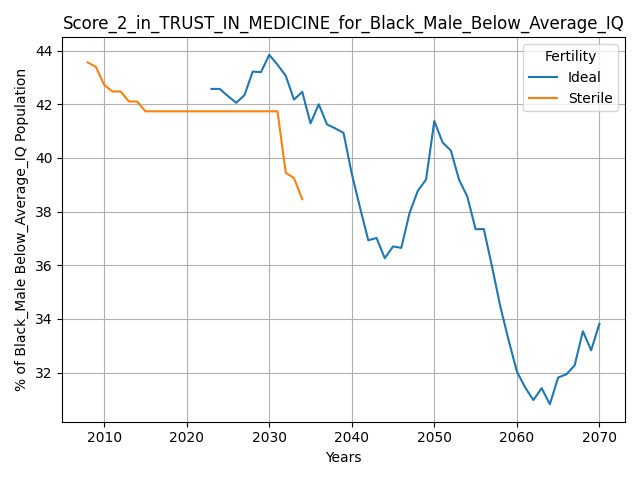 Score_2_in_TRUST_IN_MEDICINE_for_Black_Male_Below_Average_IQ
% of Black_Male Below_Average_IQ Population
44
42
40
38
36
34
32
Fertility
Ideal
Sterile
2010 2020 2030 2040 2050 2060 2070
Years